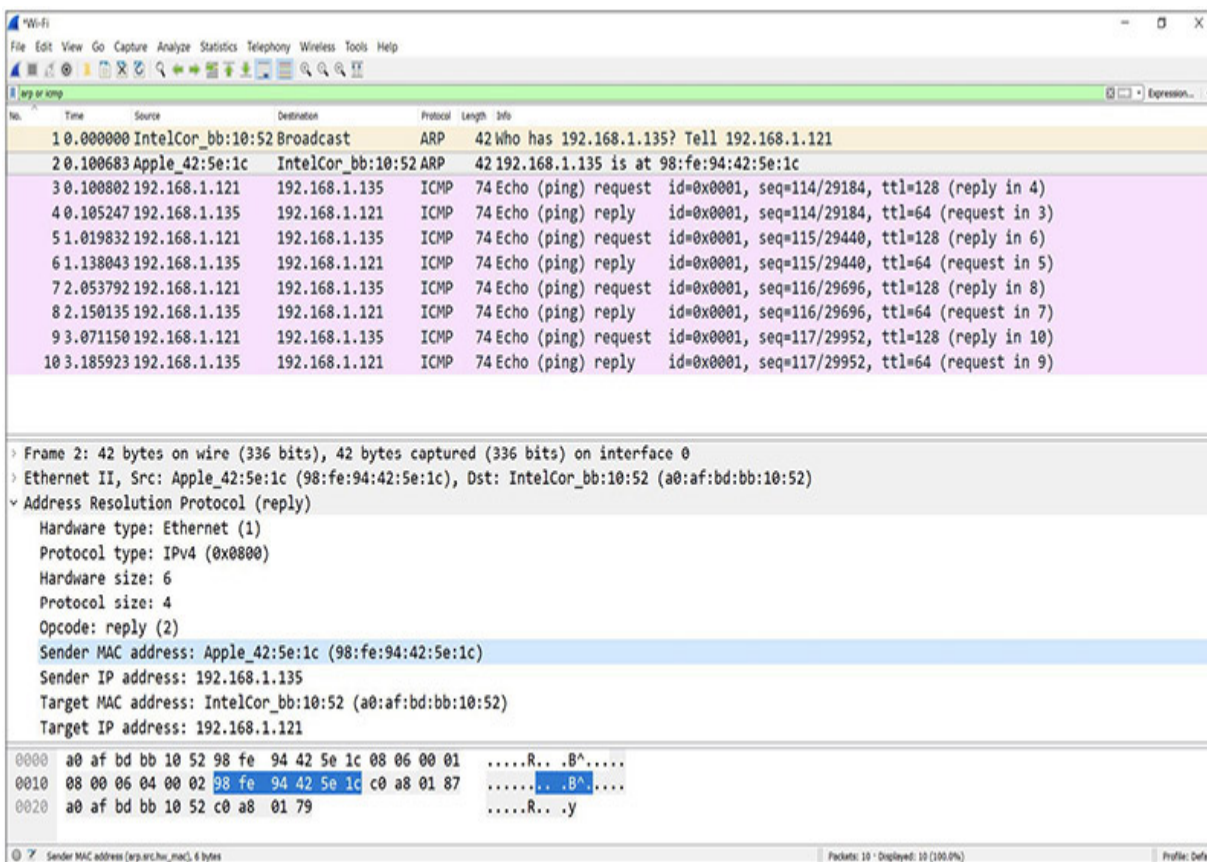 *Wi-Fi
File Edit View Go Capture Analyze Statistics Telephony Wireless Tools Help
arp or icmp Expression...
No. Time Source Destination Protocol Length Info
1 0.000000 IntelCor_bb:10:52 Broadcast ARP 42 Who has 192.168.1.135? Tell 192.168.1.121
2 0.100683 Apple_42:5e:1c IntelCor_bb:10:52 ARP 42 192.168.1.135 is at 98:fe:94:42:5e:1c
3 0.100802 192.168.1.121 192.168.1.135 ICMP 74 Echo (ping) request id=0x0001, seq=114/29184, ttl=128 (reply in 4)
4 0.105247 192.168.1.135 192.168.1.121 ICMP 74 Echo (ping) reply id=0x0001, seq=114/29184, ttl=64 (request in 3)
5 1.019832 192.168.1.121 192.168.1.135 ICMP 74 Echo (ping) request id=0x0001, seq=115/29440, ttl=128 (reply in 6)
6 1.138043 192.168.1.135 192.168.1.121 ICMP 74 Echo (ping) reply id=0x0001, seq=115/29440, ttl=64 (request in 5)
7 2.053792 192.168.1.121 192.168.1.135 ICMP 74 Echo (ping) request id=0x0001, seq=116/29696, ttl=128 (reply in 8)
8 2.150135 192.168.1.135 192.168.1.121 ICMP 74 Echo (ping) reply id=0x0001, seq=116/29696, ttl=64 (request in 7)
9 3.071150 192.168.1.121 192.168.1.135 ICMP 74 Echo (ping) request id=0x0001, seq=117/29952, ttl=128 (reply in 10)
10 3.185923 192.168.1.135 192.168.1.121 ICMP 74 Echo (ping) reply id=0x0001, seq=117/29952, ttl=64 (request in 9)
Frame 2: 42 bytes on wire (336 bits), 42 bytes captured (336 bits) on interface 0
Ethernet II, Src: Apple_42:5e:1c (98:fe:94:42:5e:1c), Dst: IntelCor_bb:10:52 (a0:af:bd:bb:10:52)
Address Resolution Protocol (reply)
Hardware type: Ethernet (1)
Protocol type: IPv4 (0x0800)
Hardware size: 6
Protocol size: 4
Opcode: reply (2)
Sender MAC address: Apple_42:5e:1c (98:fe:94:42:5e:1c)
Sender IP address: 192.168.1.135
Target MAC address: IntelCor_bb:10:52 (a0:af:bd:bb:10:52)
Target IP address: 192.168.1.121
0000 a0 af bd bb 10 52 98 fe 94 42 5e 1c 08 06 00 01 .....R.. .B^.....
0010 08 00 06 04 00 02 98 fe 94 42 5e 1c c0 a8 01 87 ........ .B^.....
0020 a0 af bd bb 10 52 c0 a8 01 79 .....R.. .y
Sender MAC address (arp.src.hw_mac), 6 bytes Packets: 10 · Displayed: 10 (100.0%) Profile: Defa